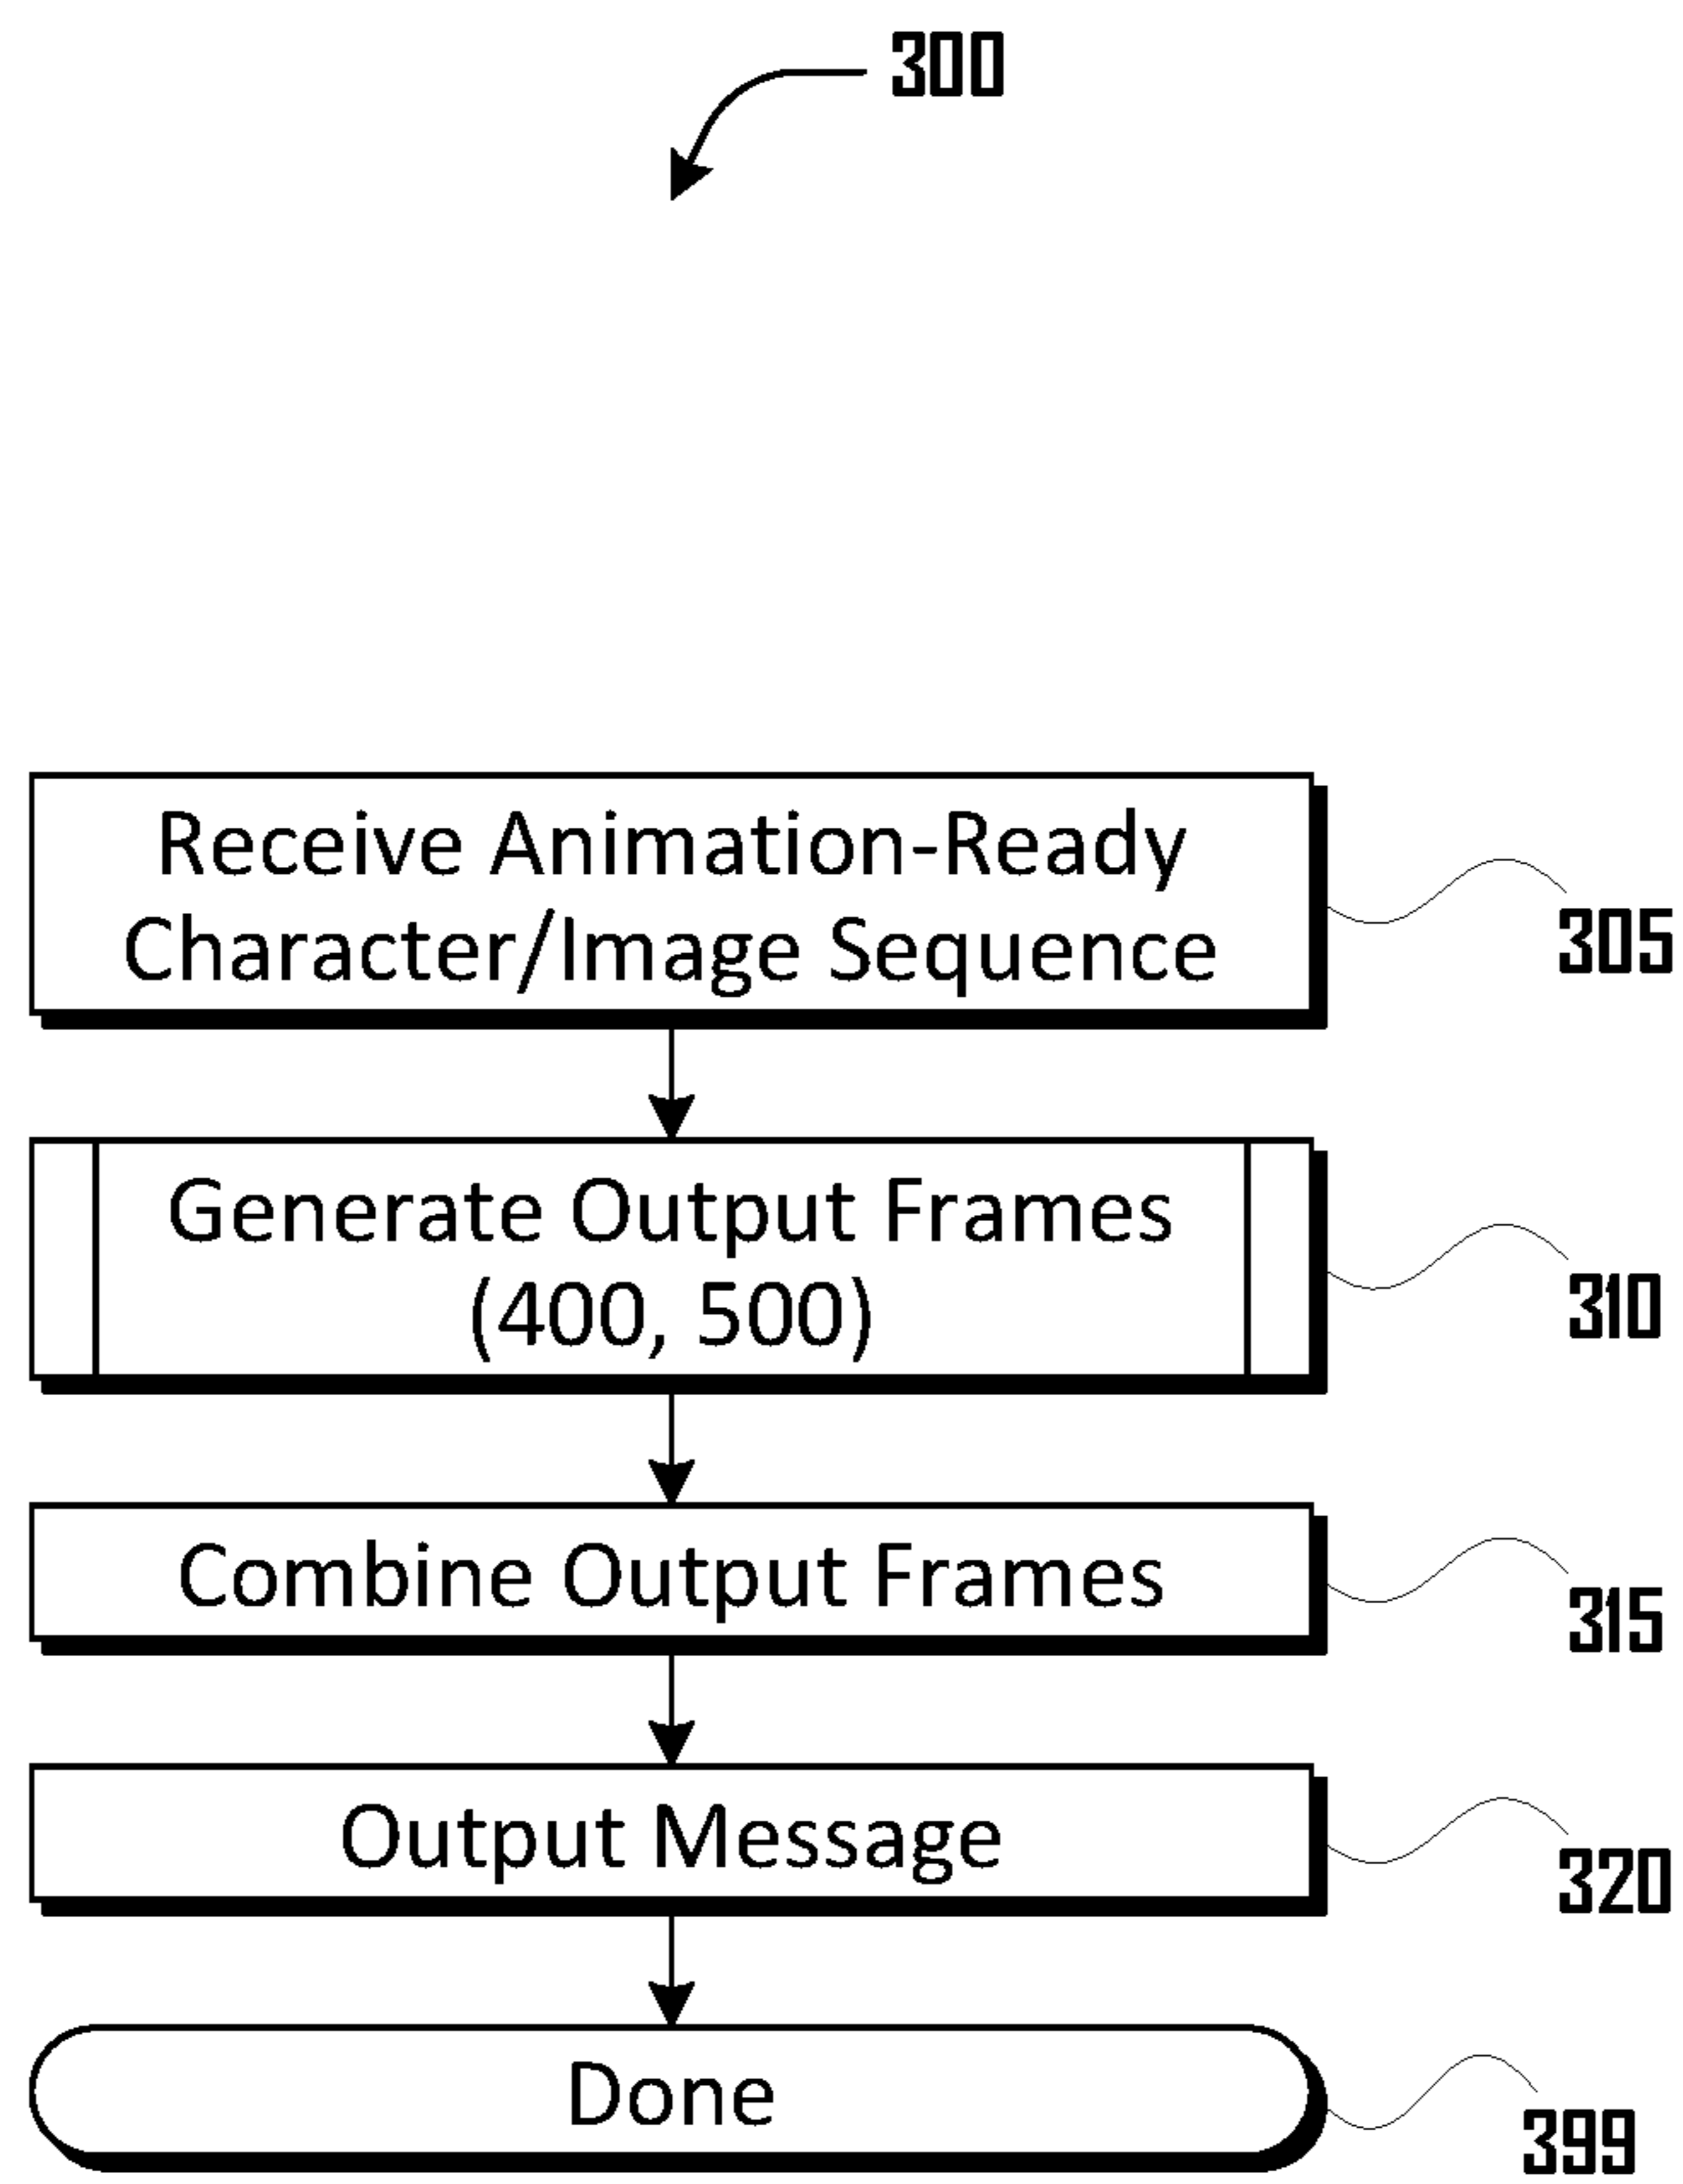 300
Receive Animation-Ready
Character/Image Sequence
305
Generate Output Frames
(400, 500)
310
Combine Output Frames
315
Output Message
320
Done
399